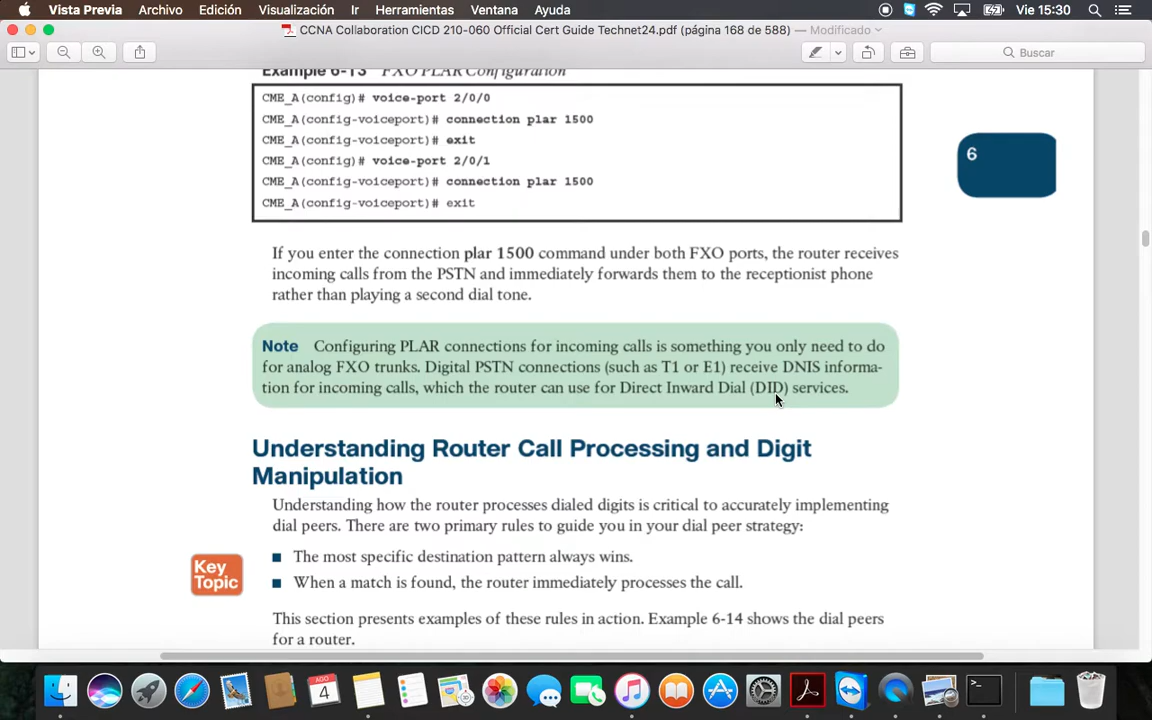 Vista Previa Archivo Edición Visualización Ir Herramientas Ventana Ayuda Vie 15:30
CCNA Collaboration CICD 210-060 Official Cert Guide Technet24.pdf (página 168 de 588) — Modificado
Buscar
Example 6-13 FXO PLAR Configuration
CME_A(config)# voice-port 2/0/0
CME_A(config-voiceport)# connection plar 1500
CME_A(config-voiceport)# exit
CME_A(config)# voice-port 2/0/1
CME_A(config-voiceport)# connection plar 1500
CME_A(config-voiceport)# exit
6
If you enter the connection plar 1500 command under both FXO ports, the router receives
incoming calls from the PSTN and immediately forwards them to the receptionist phone
rather than playing a second dial tone.
Note Configuring PLAR connections for incoming calls is something you only need to do
for analog FXO trunks. Digital PSTN connections (such as T1 or E1) receive DNIS informa-
tion for incoming calls, which the router can use for Direct Inward Dial (DID) services.
Understanding Router Call Processing and Digit
Manipulation
Understanding how the router processes dialed digits is critical to accurately implementing
dial peers. There are two primary rules to guide you in your dial peer strategy:
Key
Topic
■ The most specific destination pattern always wins.
■ When a match is found, the router immediately processes the call.
This section presents examples of these rules in action. Example 6-14 shows the dial peers
for a router.
AGO
4